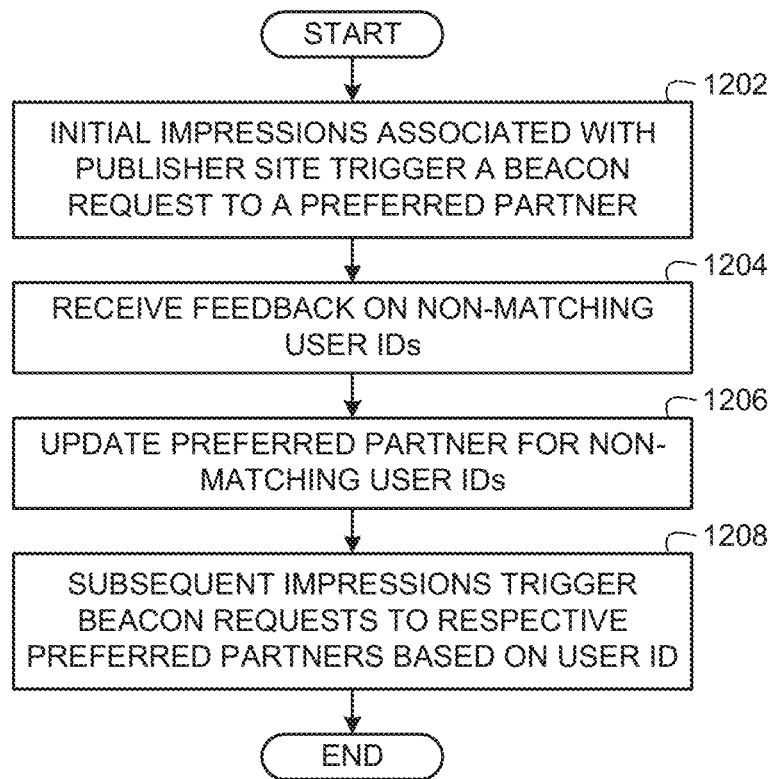 START
1202
INITIAL IMPRESSIONS ASSOCIATED WITH
PUBLISHER SITE TRIGGER A BEACON
REQUEST TO A PREFERRED PARTNER
1204
RECEIVE FEEDBACK ON NON-MATCHING
USER IDs
1206
UPDATE PREFERRED PARTNER FOR NON-
MATCHING USER IDs
1208
SUBSEQUENT IMPRESSIONS TRIGGER
BEACON REQUESTS TO RESPECTIVE
PREFERRED PARTNERS BASED ON USER ID
END